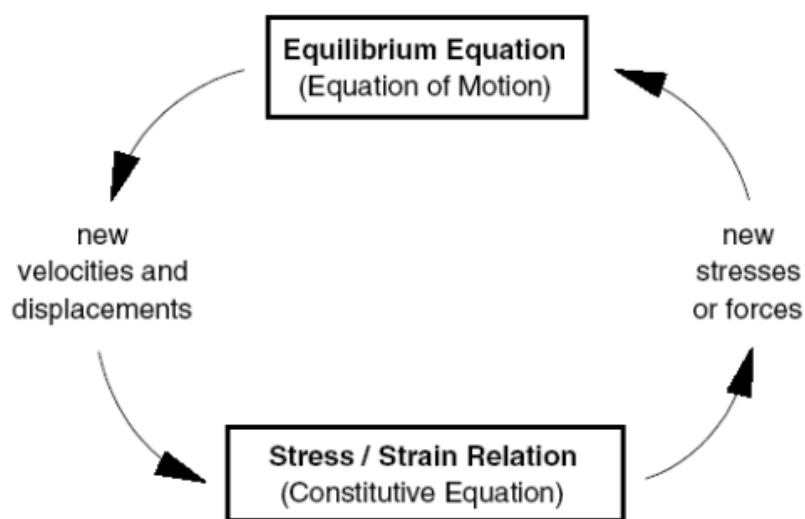 Equilibrium Equation
(Equation of Motion)
new
velocities and
displacements
new
stresses
or forces
Stress / Strain Relation
(Constitutive Equation)